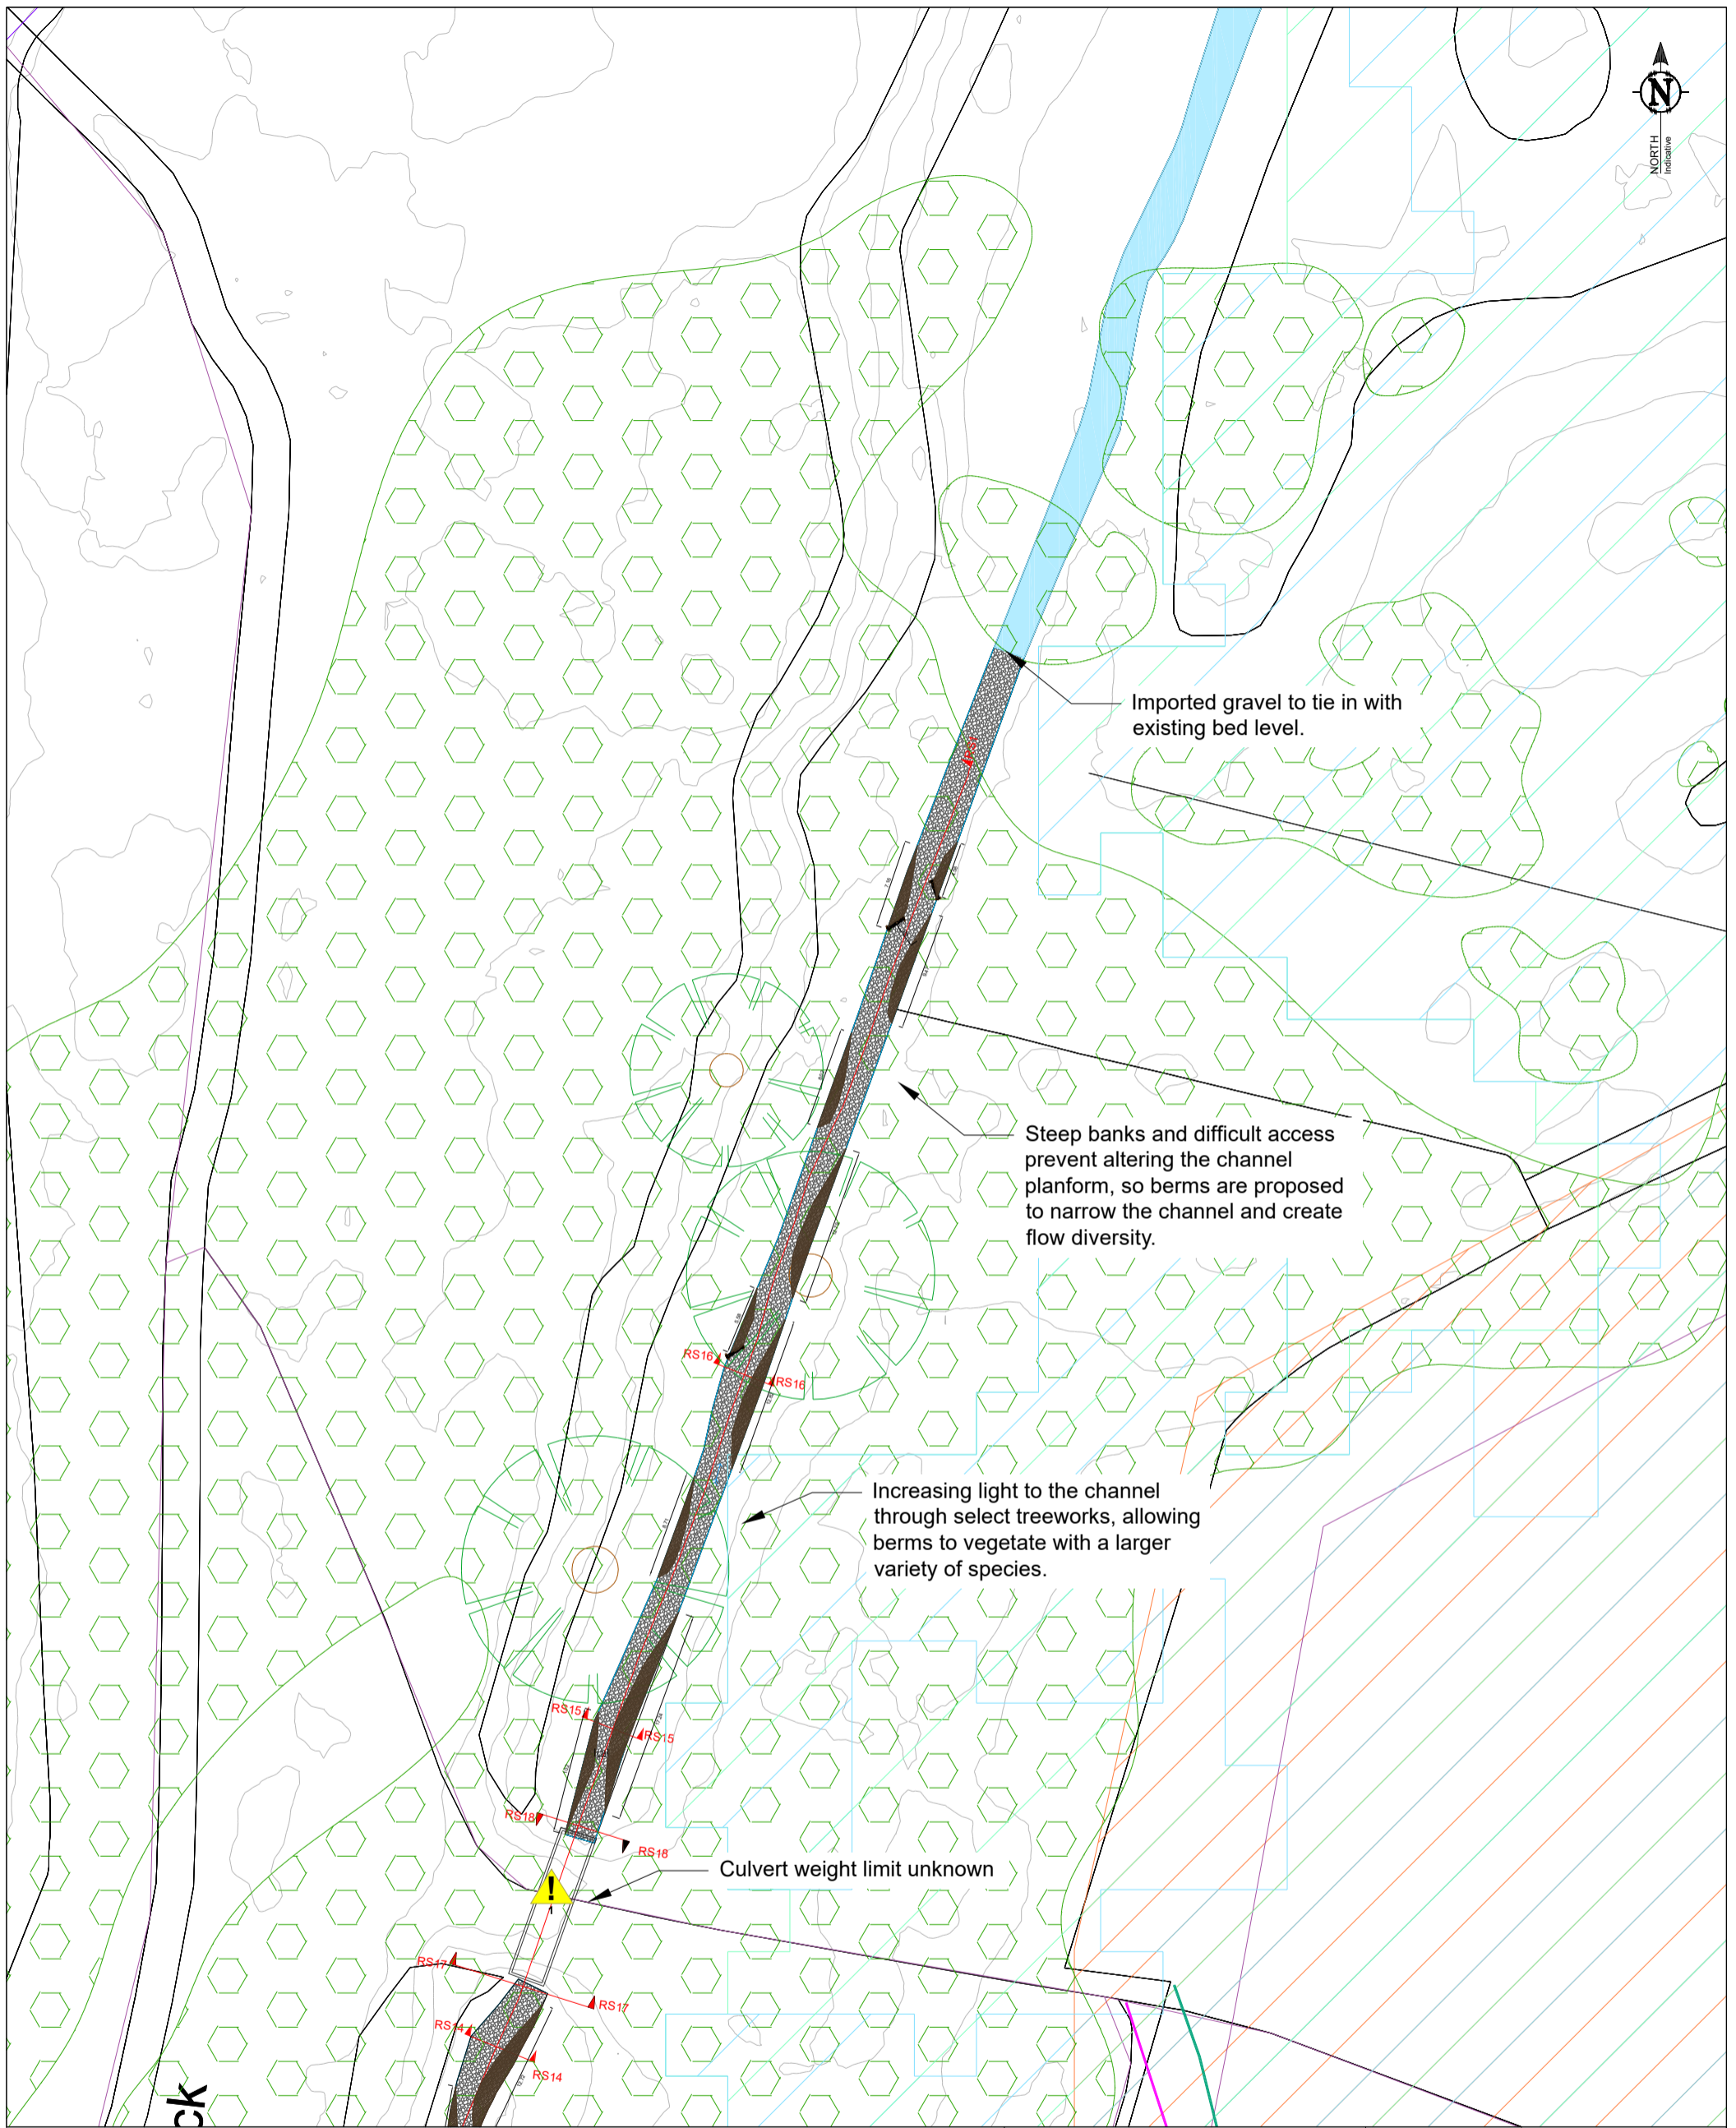 N
NORTH
Indicative
Imported gravel to tie in with
existing bed level.
Steep banks and difficult access
prevent altering the channel
planform, so berms are proposed
to narrow the channel and create
flow diversity.
RS16
RS16
Increasing light to the channel
through select treeworks, allowing
berms to vegetate with a larger
variety of species.
RS15
RS15
RS18
RS18
Culvert weight limit unknown
!
1
RS17
RS17
RS14
RS14
ck